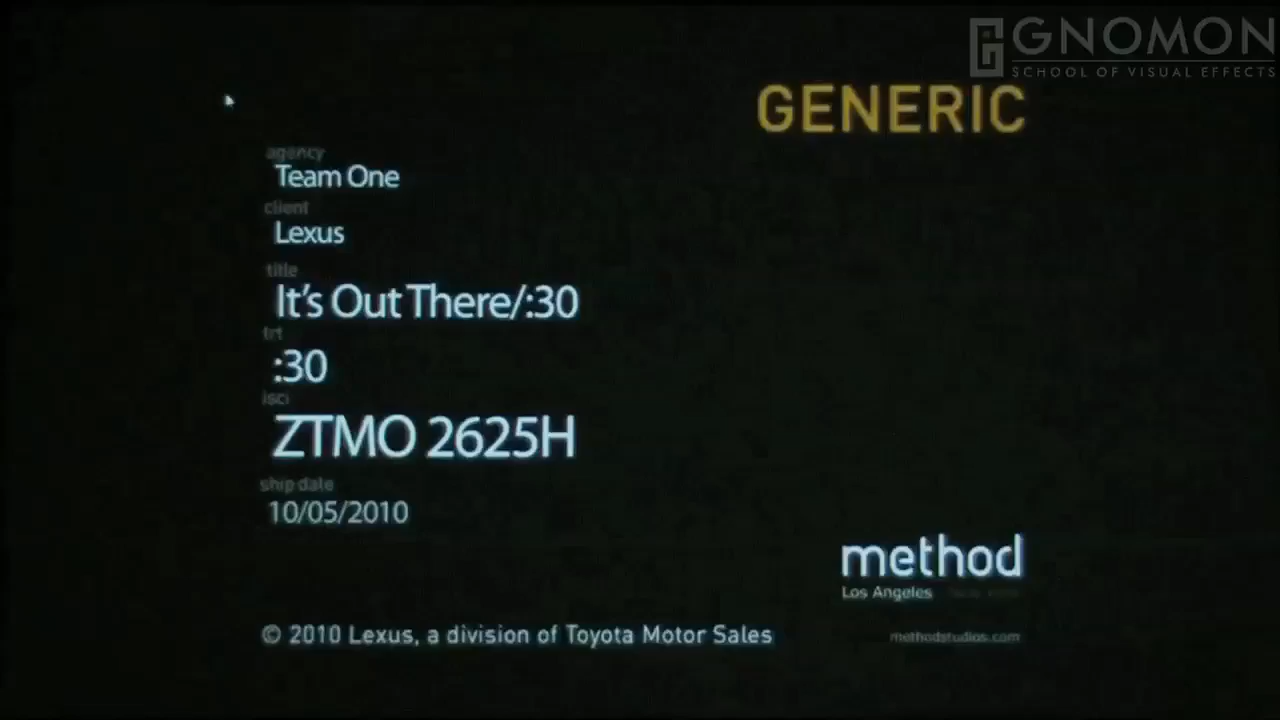 GNOMON
SCHOOL OF VISUAL EFFECTS
GENERIC
agency
Team One
client
Lexus
title
It's Out There/:30
trt
:30
isci
ZTMO 2625H
ship date
10/05/2010
method
Los Angeles
© 2010 Lexus, a division of Toyota Motor Sales
methodstudios.com